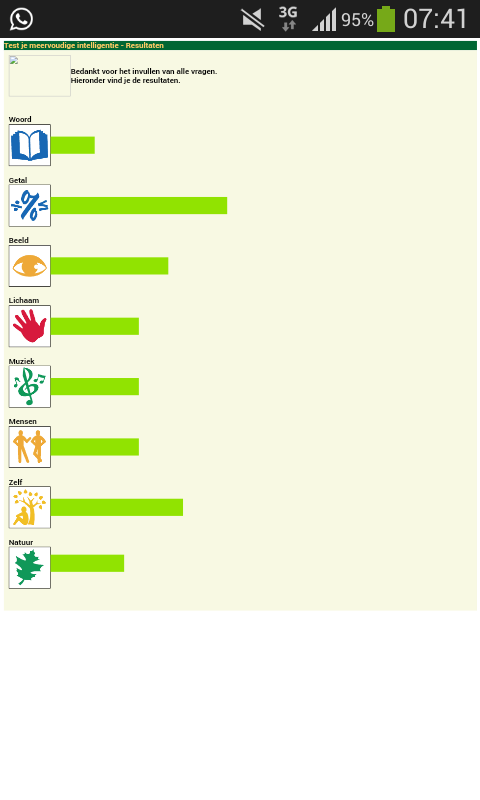 3G
95%
07:41
Test je meervoudige intelligentie - Resultaten
Bedankt voor het invullen van alle vragen.
Hieronder vind je de resultaten.
Woord
Getal
Beeld
Lichaam
Muziek
Mensen
Zelf
Natuur